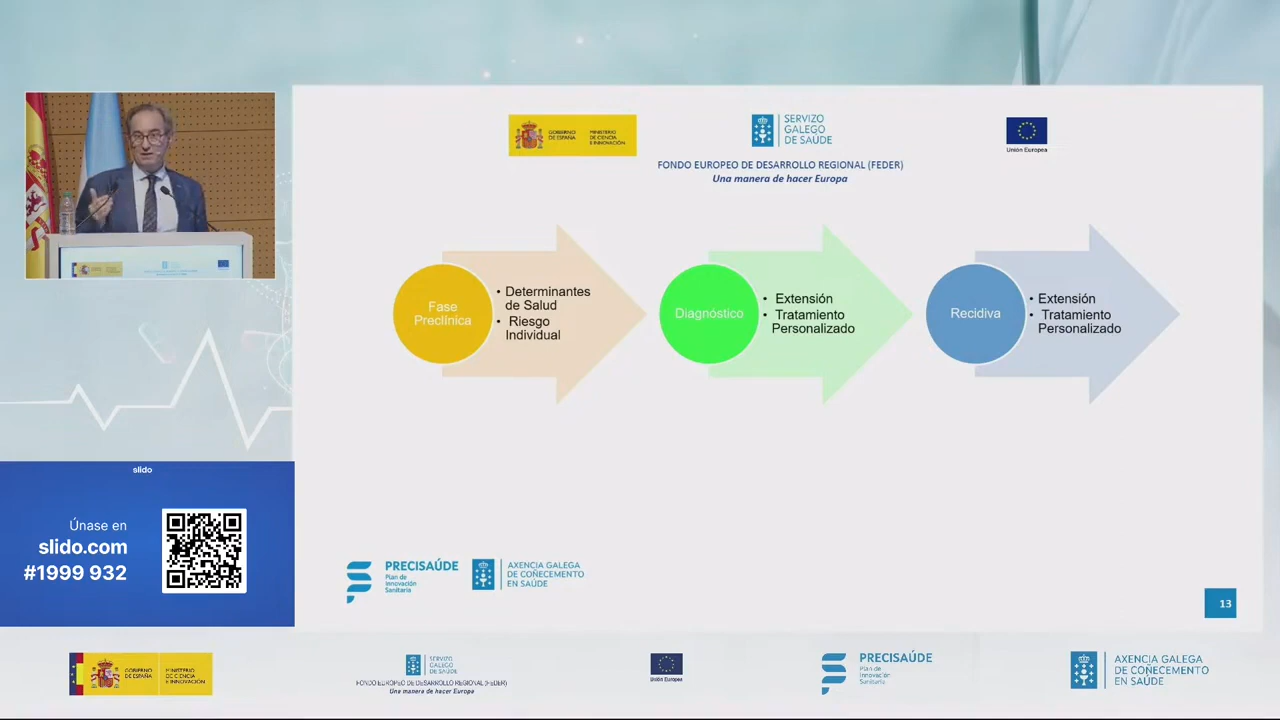 GOBIERNO
DE ESPAÑA
MINISTERIO
DE CIENCIA
E INNOVACIÓN
SERVIZO
GALEGO
DE SAÚDE
Unión Europea
FONDO EUROPEO DE DESARROLLO REGIONAL (FEDER)
Una manera de hacer Europa
Fase
Preclínica
• Determinantes
de Salud
• Riesgo
Individual
Diagnóstico
• Extensión
• Tratamiento
Personalizado
Recidiva
• Extensión
• Tratamiento
Personalizado
slido
Únase en
slido.com
#1999 932
PRECISAÚDE
Plan de
Innovación
Sanitaria
AXENCIA GALEGA
DE COÑECEMENTO
EN SAÚDE
13
GOBIERNO
DE ESPAÑA
MINISTERIO
DE CIENCIA
E INNOVACIÓN
SERVIZO
GALEGO
DE SAÚDE
FONDO EUROPEO DE DESARROLLO REGIONAL (FEDER)
Una manera de hacer Europa
Unión Europea
PRECISAÚDE
Plan de
Innovación
Sanitaria
AXENCIA GALEGA
DE COÑECEMENTO
EN SAÚDE